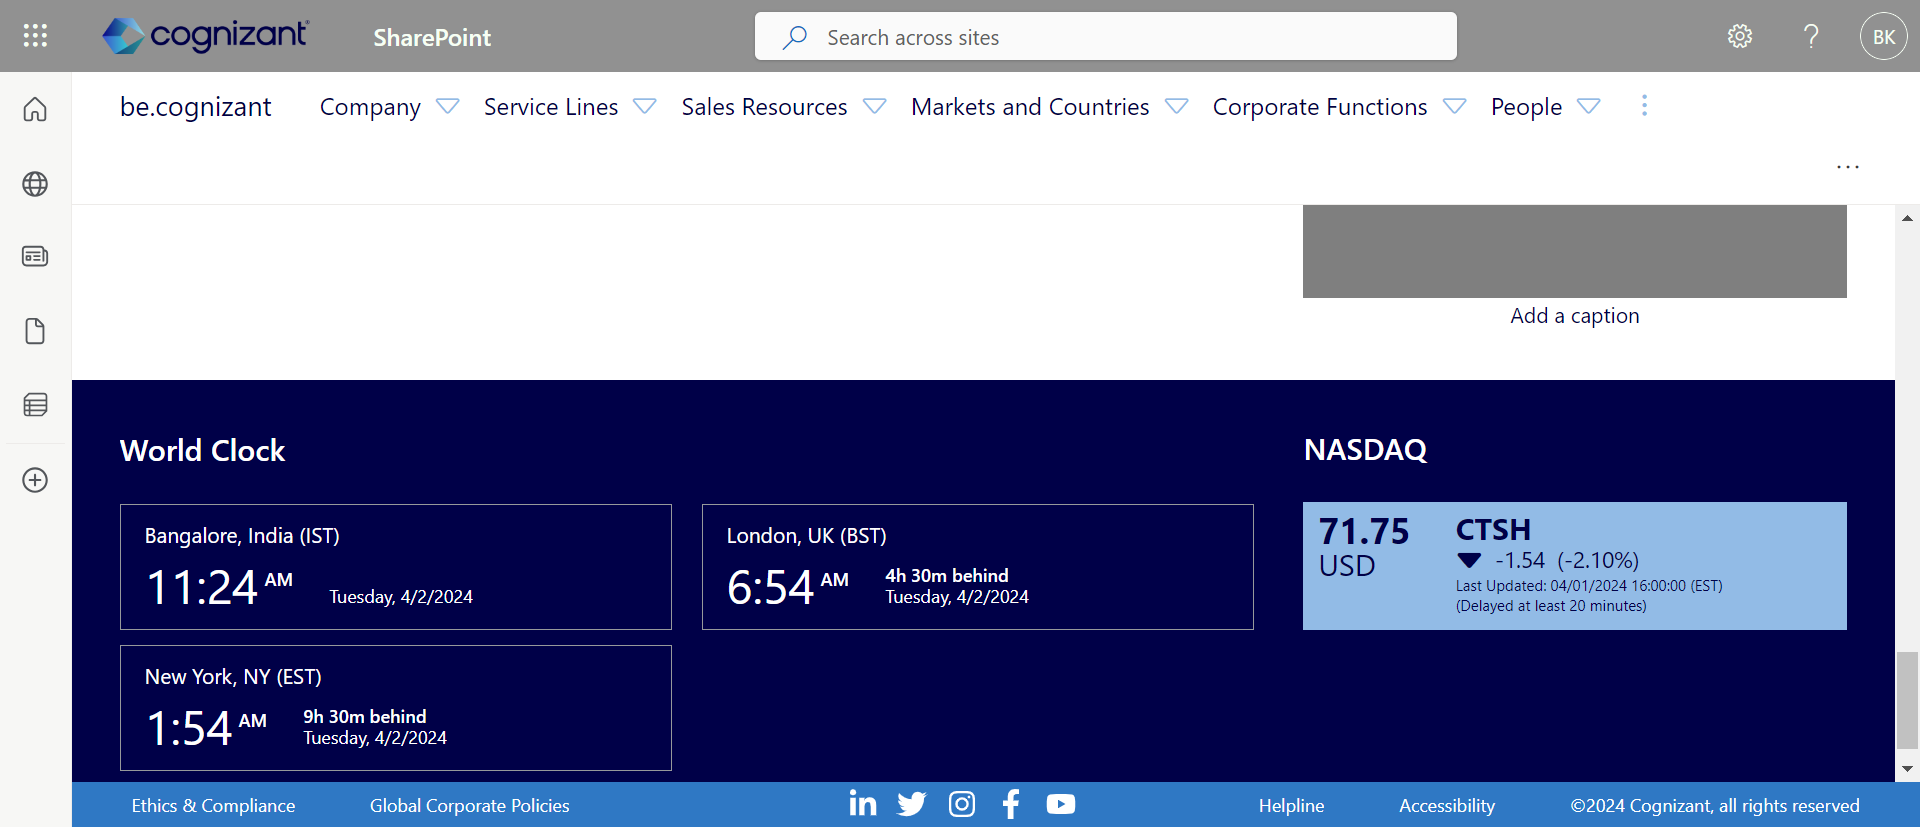 cognizant
SharePoint
Search across sites
BK
be.cognizant
Company
Service Lines
Sales Resources
Markets and Countries
Corporate Functions
People
Add a caption
World Clock
Bangalore, India (IST)
11:24 AM
Tuesday, 4/2/2024
London, UK (BST)
6:54 AM
4h 30m behind
Tuesday, 4/2/2024
New York, NY (EST)
1:54 AM
9h 30m behind
Tuesday, 4/2/2024
NASDAQ
71.75
USD
CTSH
-1.54 (-2.10%)
Last Updated: 04/01/2024 16:00:00 (EST)
(Delayed at least 20 minutes)
Ethics & Compliance
Global Corporate Policies
Helpline
Accessibility
©2024 Cognizant, all rights reserved